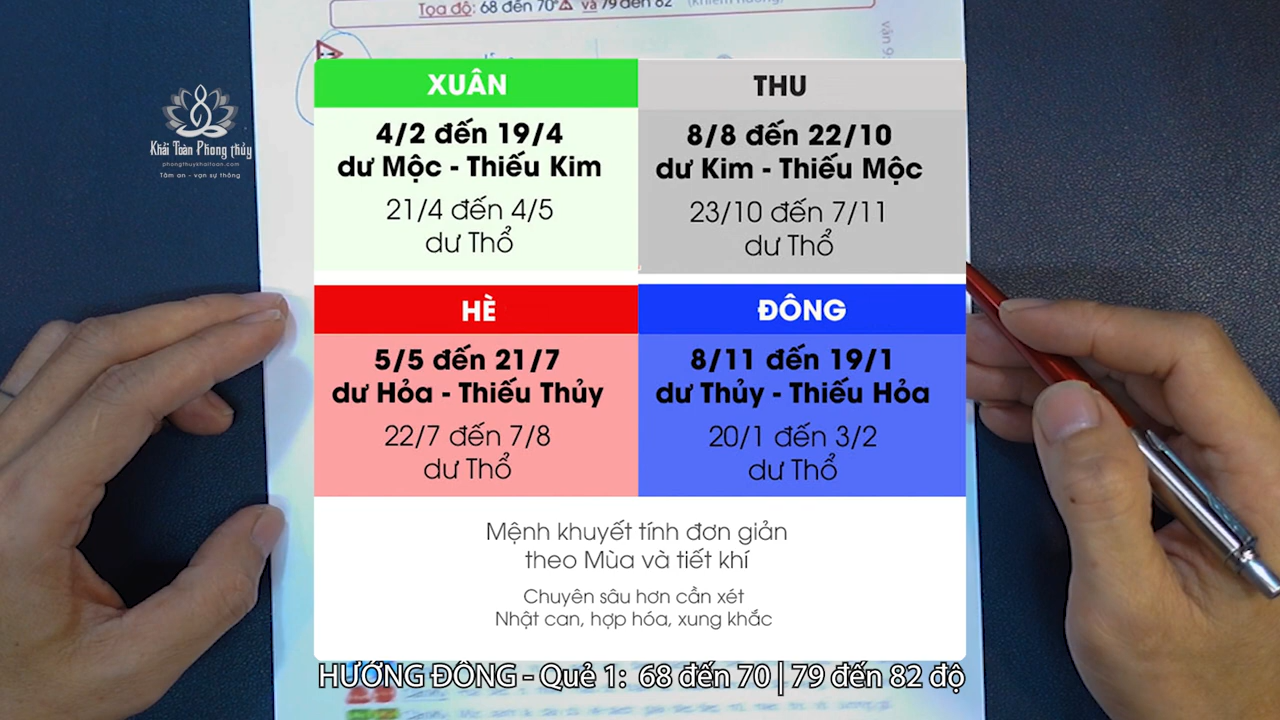 Tọa độ: 68 đến 70° và 79 đến 82 (khiêm nhường)
Khải Toàn Phong thủy
phongthuykhaitoan.com
Tâm an - vạn sự thông
XUÂN
4/2 đến 19/4
dư Mộc - Thiếu Kim
21/4 đến 4/5
dư Thổ
THU
8/8 đến 22/10
dư Kim - Thiếu Mộc
23/10 đến 7/11
dư Thổ
HÈ
5/5 đến 21/7
dư Hỏa - Thiếu Thủy
22/7 đến 7/8
dư Thổ
ĐÔNG
8/11 đến 19/1
dư Thủy - Thiếu Hỏa
20/1 đến 3/2
dư Thổ
Mệnh khuyết tính đơn giản
theo Mùa và tiết khí
Chuyên sâu hơn cần xét
Nhật can, hợp hóa, xung khắc
HƯỚNG ĐÔNG - Quẻ 1: 68 đến 70 | 79 đến 82 độ